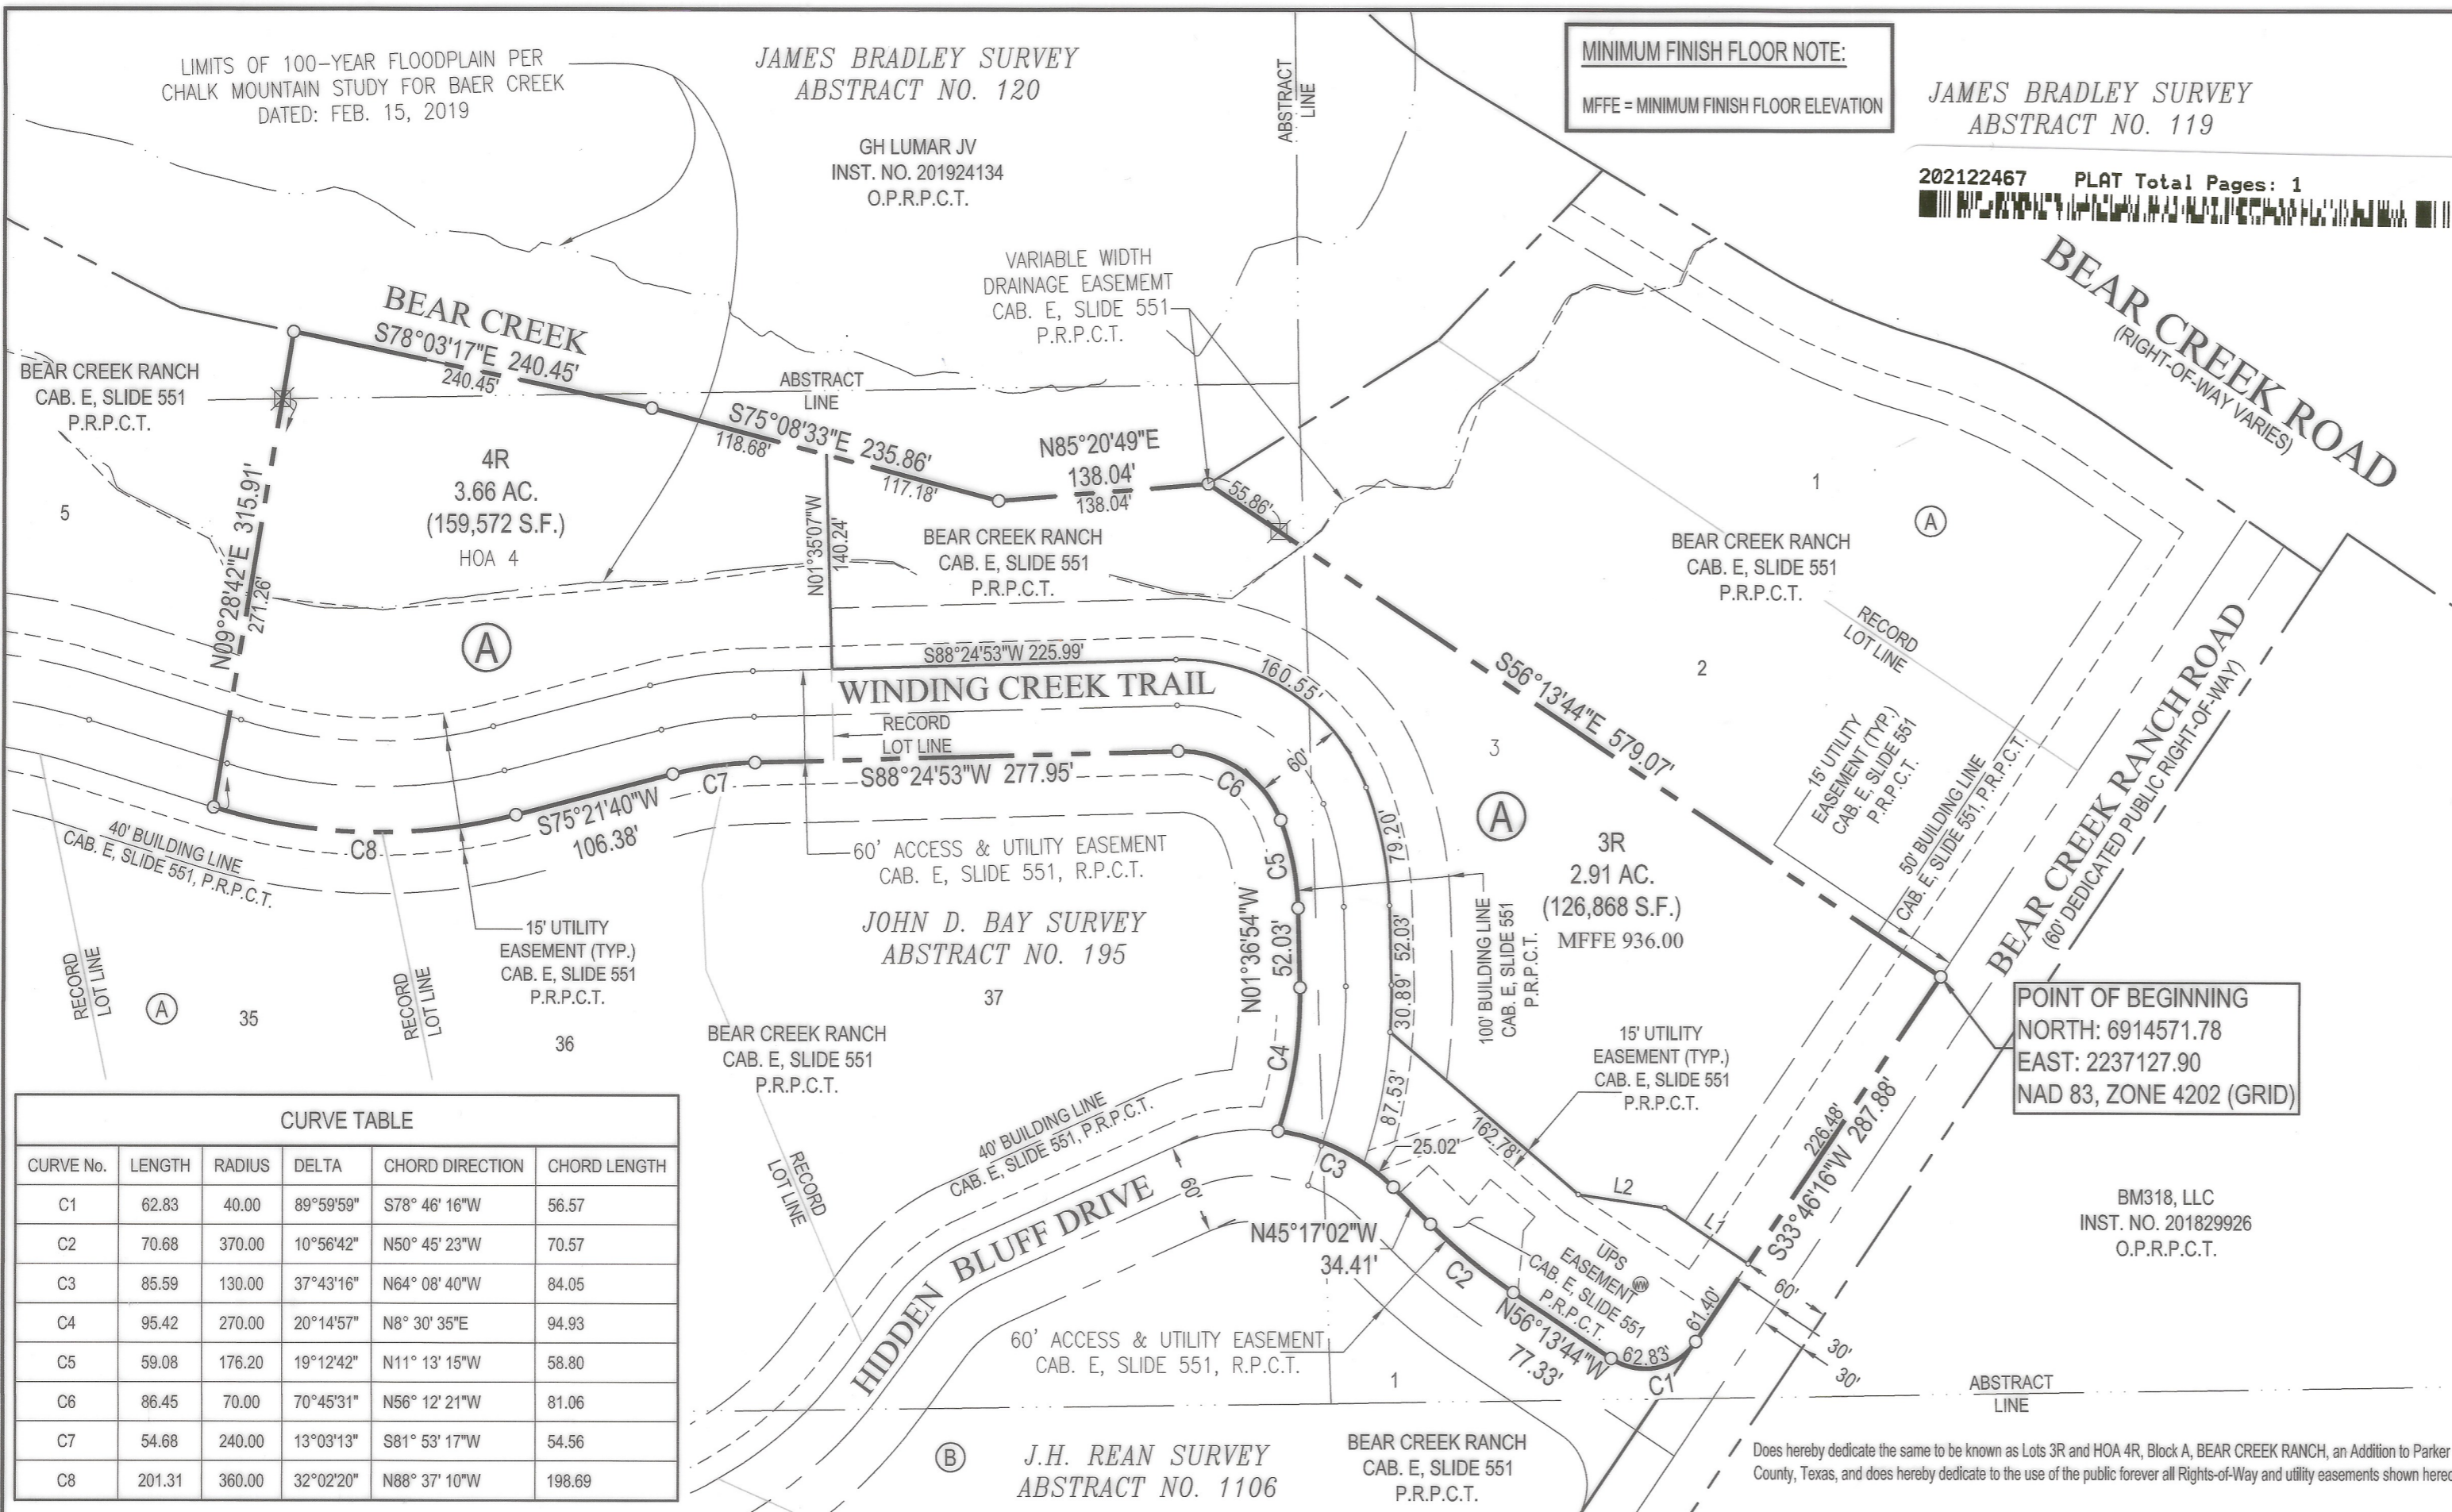 LIMITS OF 100-YEAR FLOODPLAIN PER
CHALK MOUNTAIN STUDY FOR BAER CREEK
DATED: FEB. 15, 2019
JAMES BRADLEY SURVEY
ABSTRACT NO. 120
GH LUMAR JV
INST. NO. 201924134
O.P.R.P.C.T.
ABSTRACT
LINE
MINIMUM FINISH FLOOR NOTE:
MFFE = MINIMUM FINISH FLOOR ELEVATION
JAMES BRADLEY SURVEY
ABSTRACT NO. 119
202122467 PLAT Total Pages: 1
BEAR CREEK ROAD
(RIGHT-OF-WAY VARIES)
VARIABLE WIDTH
DRAINAGE EASEMEMT
CAB. E, SLIDE 551
P.R.P.C.T.
BEAR CREEK
S78°03'17"E 240.45'
240.45'
BEAR CREEK RANCH
CAB. E, SLIDE 551
P.R.P.C.T.
5
ABSTRACT
LINE
S75°08'33"E 235.86'
118.68'
117.18'
N85°20'49"E
138.04'
138.04'
55.86'
4R
3.66 AC.
(159,572 S.F.)
HOA 4
N09°28'42"E 315.91'
271.26'
N01°35'07"W
140.24'
BEAR CREEK RANCH
CAB. E, SLIDE 551
P.R.P.C.T.
1
A
BEAR CREEK RANCH
CAB. E, SLIDE 551
P.R.P.C.T.
RECORD
LOT LINE
2
A
S88°24'53"W 225.99'
160.55'
WINDING CREEK TRAIL
RECORD
LOT LINE
S88°24'53"W 277.95'
60'
S56°13'44"E 579.07'
3
15' UTILITY
EASEMENT (TYP.)
CAB. E, SLIDE 551
P.R.P.C.T.
50' BUILDING LINE
CAB. E, SLIDE 551, P.R.P.C.T.
BEAR CREEK RANCH ROAD
(60' DEDICATED PUBLIC RIGHT-OF-WAY)
C8
S75°21'40"W
106.38'
C7
C6
C5
79.20'
A
3R
2.91 AC.
(126,868 S.F.)
MFFE 936.00
40' BUILDING LINE
CAB. E, SLIDE 551, P.R.P.C.T.
60' ACCESS & UTILITY EASEMENT
CAB. E, SLIDE 551, R.P.C.T.
15' UTILITY
EASEMENT (TYP.)
CAB. E, SLIDE 551
P.R.P.C.T.
JOHN D. BAY SURVEY
ABSTRACT NO. 195
37
N01°36'54"W
52.03'
30.89' 52.03'
100' BUILDING LINE
CAB. E, SLIDE 551
P.R.P.C.T.
RECORD
LOT LINE
A
35
RECORD
LOT LINE
36
BEAR CREEK RANCH
CAB. E, SLIDE 551
P.R.P.C.T.
C4
87.53'
15' UTILITY
EASEMENT (TYP.)
CAB. E, SLIDE 551
P.R.P.C.T.
POINT OF BEGINNING
NORTH: 6914571.78
EAST: 2237127.90
NAD 83, ZONE 4202 (GRID)
226.48'
S33°46'16"W 287.88'
40' BUILDING LINE
CAB. E, SLIDE 551, P.R.P.C.T.
RECORD
LOT LINE
C3
25.02'
162.78'
L2
L1
HIDDEN BLUFF DRIVE
60'
N45°17'02"W
34.41'
C2
UPS
EASEMENT
CAB. E, SLIDE 551
P.R.P.C.T.
N56°13'44"W
77.33'
62.83'
C1
61.40'
60'
30'
30'
BM318, LLC
INST. NO. 201829926
O.P.R.P.C.T.
60' ACCESS & UTILITY EASEMENT
CAB. E, SLIDE 551, R.P.C.T.
1
ABSTRACT
LINE
B
J.H. REAN SURVEY
ABSTRACT NO. 1106
BEAR CREEK RANCH
CAB. E, SLIDE 551
P.R.P.C.T.
Does hereby dedicate the same to be known as Lots 3R and HOA 4R, Block A, BEAR CREEK RANCH, an Addition to Parker
County, Texas, and does hereby dedicate to the use of the public forever all Rights-of-Way and utility easements shown
CURVE TABLE
CURVE No. LENGTH RADIUS DELTA CHORD DIRECTION CHORD LENGTH
C1 62.83 40.00 89°59'59" S78° 46' 16"W 56.57
C2 70.68 370.00 10°56'42" N50° 45' 23"W 70.57
C3 85.59 130.00 37°43'16" N64° 08' 40"W 84.05
C4 95.42 270.00 20°14'57" N8° 30' 35"E 94.93
C5 59.08 176.20 19°12'42" N11° 13' 15"W 58.80
C6 86.45 70.00 70°45'31" N56° 12' 21"W 81.06
C7 54.68 240.00 13°03'13" S81° 53' 17"W 54.56
C8 201.31 360.00 32°02'20" N88° 37' 10"W 198.69